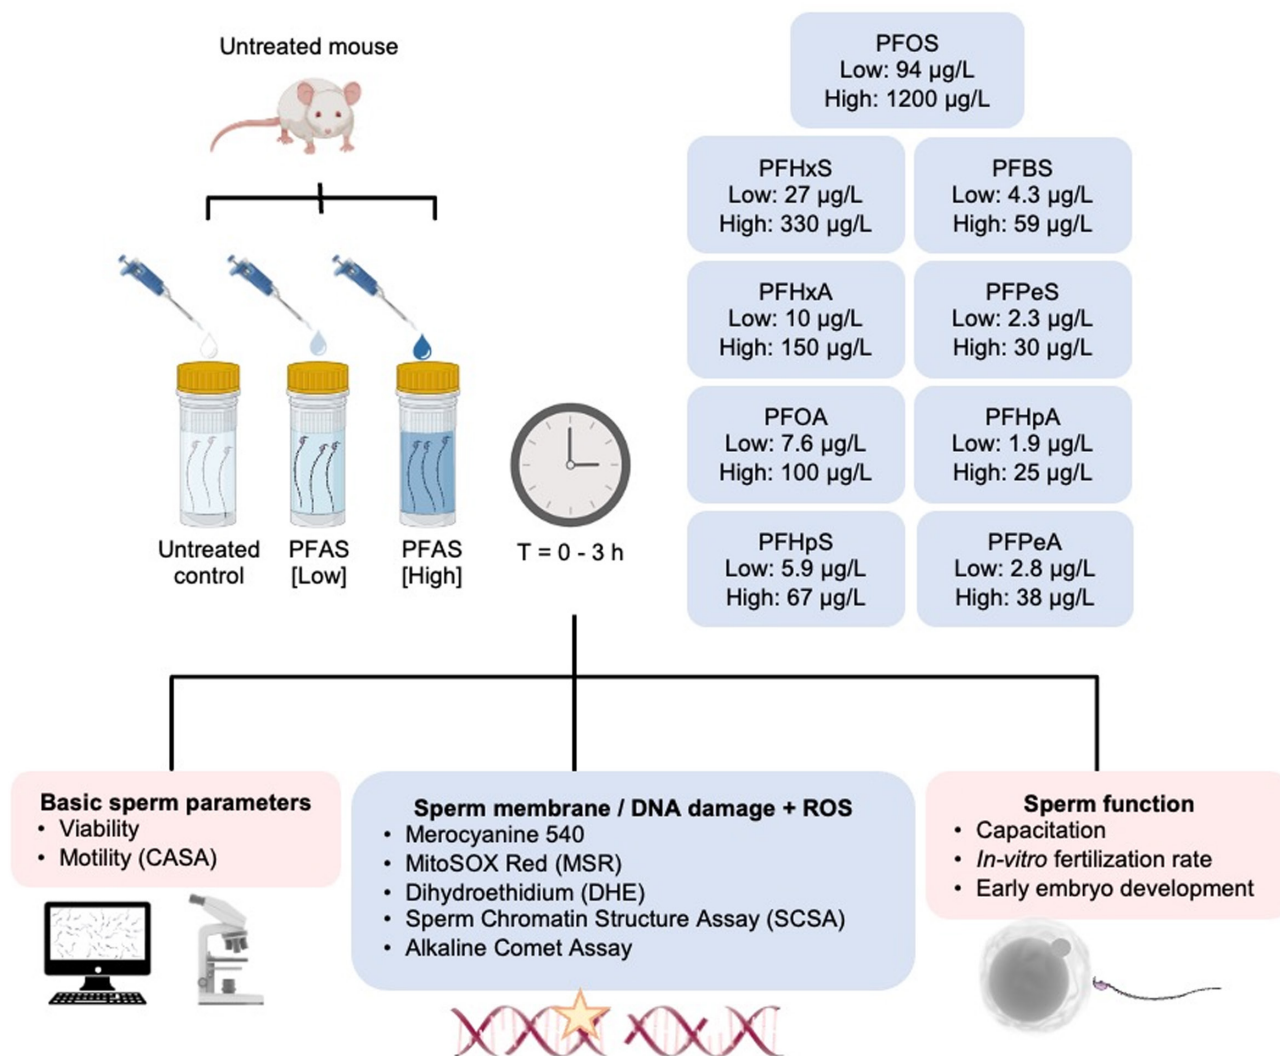 Untreated mouse
PFOS
Low: 94 µg/L
High: 1200 µg/L
PFHxS
Low: 27 µg/L
High: 330 µg/L
PFBS
Low: 4.3 µg/L
High: 59 µg/L
PFHxA
Low: 10 µg/L
High: 150 µg/L
PFPeS
Low: 2.3 µg/L
High: 30 µg/L
PFOA
Low: 7.6 µg/L
High: 100 µg/L
PFHpA
Low: 1.9 µg/L
High: 25 µg/L
PFHpS
Low: 5.9 µg/L
High: 67 µg/L
PFPeA
Low: 2.8 µg/L
High: 38 µg/L
Untreated
control
PFAS
[Low]
PFAS
[High]
T = 0 - 3 h
Basic sperm parameters
• Viability
• Motility (CASA)
Sperm membrane / DNA damage + ROS
• Merocyanine 540
• MitoSOX Red (MSR)
• Dihydroethidium (DHE)
• Sperm Chromatin Structure Assay (SCSA)
• Alkaline Comet Assay
Sperm function
• Capacitation
• In-vitro fertilization rate
• Early embryo development